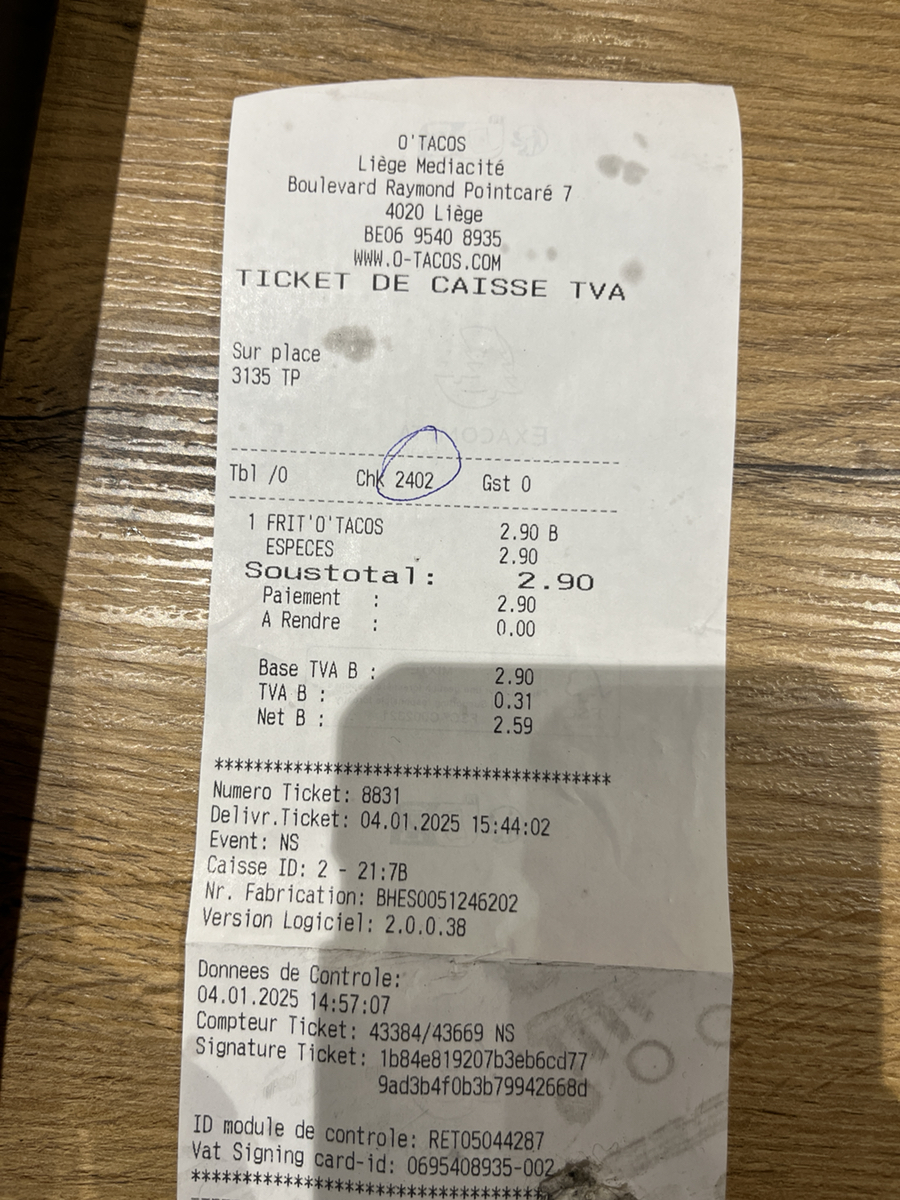 O'TACOS
Liège Mediacité
Boulevard Raymond Pointcaré 7
4020 Liège
BE06 9540 8935
WWW.O-TACOS.COM
TICKET DE CAISSE TVA
Sur place
3135 TP
----------------------------------------
Tbl /0 Chk 2402 Gst 0
----------------------------------------
1 FRIT'O'TACOS 2.90 B
ESPECES 2.90
Soustotal: 2.90
Paiement : 2.90
A Rendre : 0.00
Base TVA B : 2.90
TVA B : 0.31
Net B : 2.59
****************************************
Numero Ticket: 8831
Delivr.Ticket: 04.01.2025 15:44:02
Event: NS
Caisse ID: 2 - 21:7B
Nr. Fabrication: BHES0051246202
Version Logiciel: 2.0.0.38
Donnees de Controle:
04.01.2025 14:57:07
Compteur Ticket: 43384/43669 NS
Signature Ticket: 1b84e819207b3eb6cd77
9ad3b4f0b3b79942668d
ID module de controle: RET05044287
Vat Signing card-id: 0695408935-002
****************************************